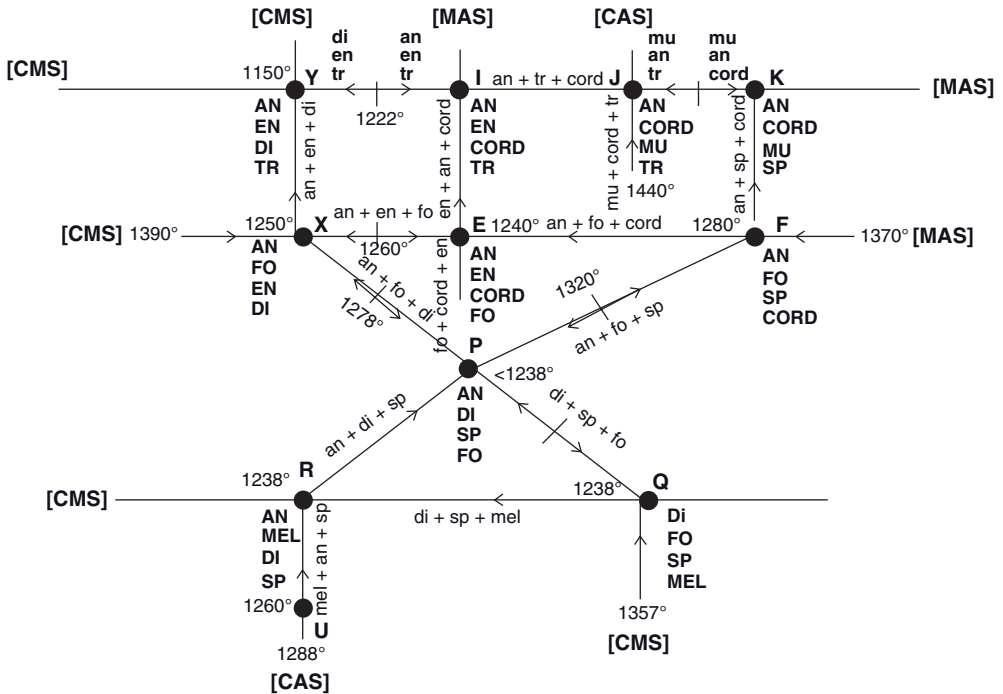 [CMS] [MAS] [CAS]
di
en
tr
an
en
tr
mu
an
tr
mu
an
cord
[CMS]
1150° Y
I
an + tr + cord
J
K
[MAS]
1222°
AN
EN
DI
TR
AN
EN
CORD
TR
AN
CORD
MU
TR
AN
CORD
MU
SP
an + en + di
en + an + cord
mu + cord + tr
an + sp + cord
1440°
[CMS] 1390°
1250° X
an + en + fo
1260°
E 1240°
an + fo + cord
1280° F
1370° [MAS]
AN
FO
EN
DI
AN
EN
CORD
FO
AN
FO
SP
CORD
an + fo + di
1278°
fo + cord + en
1320°
an + fo + sp
P
<1238°
AN
DI
SP
FO
an + di + sp
di + sp + fo
[CMS]
1238° R
di + sp + mel
1238° Q
AN
MEL
DI
SP
mel + an + sp
Di
FO
SP
MEL
1260°
U
1288°
[CAS]
1357°
[CMS]